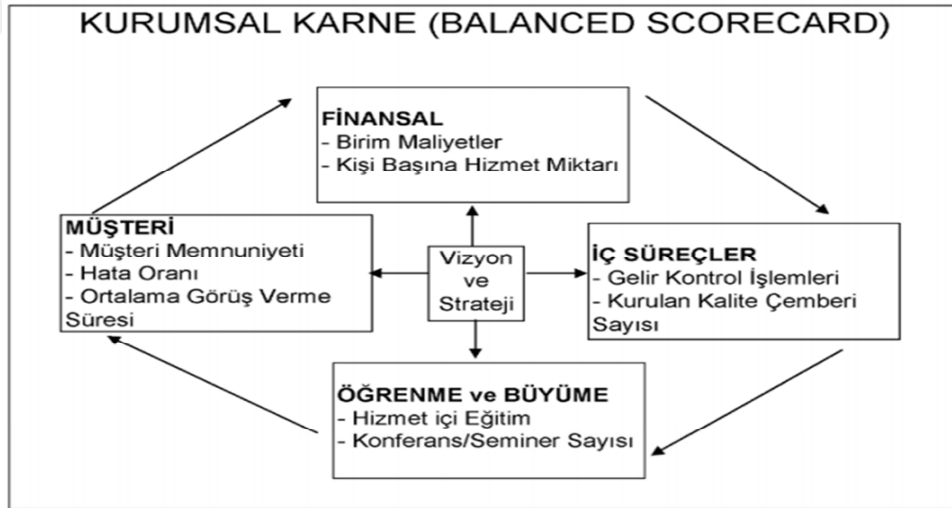 KURUMSAL KARNE (BALANCED SCORECARD)
FİNANSAL
- Birim Maliyetler
- Kişi Başına Hizmet Miktarı
MÜŞTERİ
- Müşteri Memnuniyeti
- Hata Oranı
- Ortalama Görüş Verme
Süresi
Vizyon
ve
Strateji
İÇ SÜREÇLER
- Gelir Kontrol İşlemleri
- Kurulan Kalite Çemberi
Sayısı
ÖĞRENME ve BÜYÜME
- Hizmet içi Eğitim
- Konferans/Seminer Sayısı